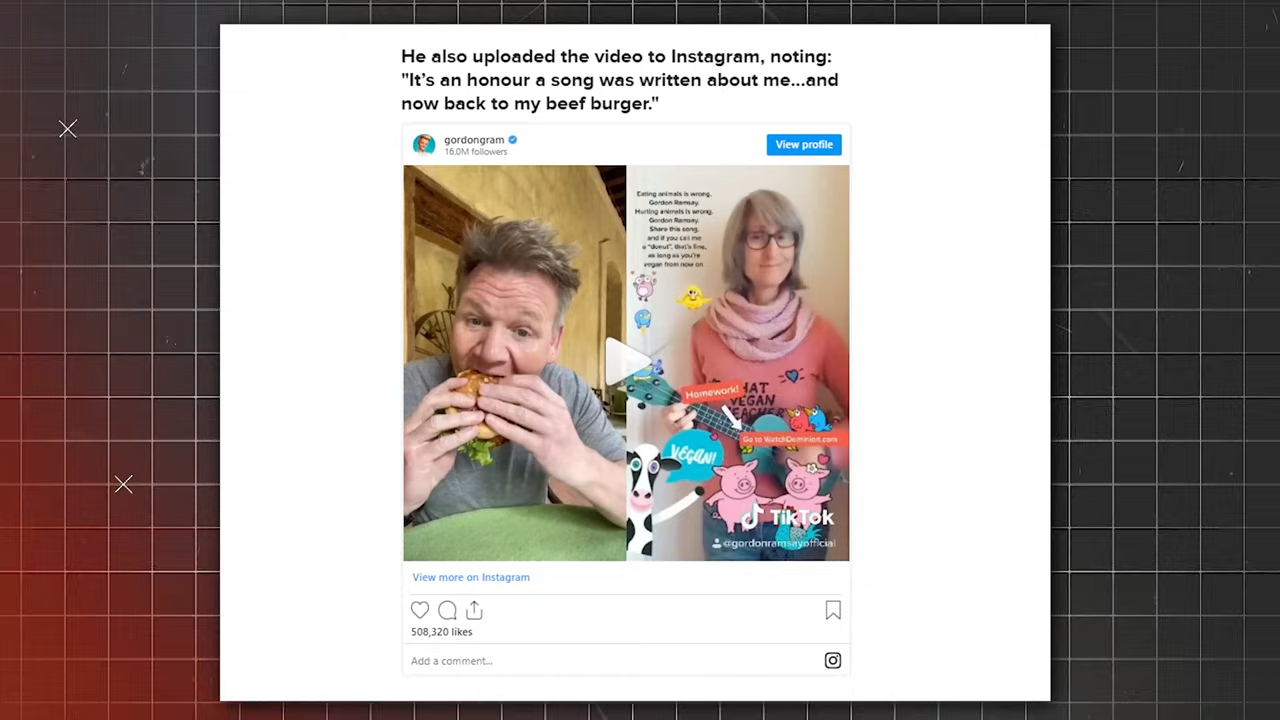 He also uploaded the video to Instagram, noting:
"It's an honour a song was written about me...and
now back to my beef burger."
gordongram
16.0M followers
View profile
Eating animals is wrong,
Gordon Ramsay.
Hurting animals is wrong,
Gordon Ramsay.
Share this song,
and if you call me
a "donut", that's fine,
as long as you're
vegan from now on
Homework!
HAT
VEGAN
TEACHER
Go to WatchDominion.com
VEGAN!
TikTok
@gordonramsayofficial
View more on Instagram
508,320 likes
Add a comment...